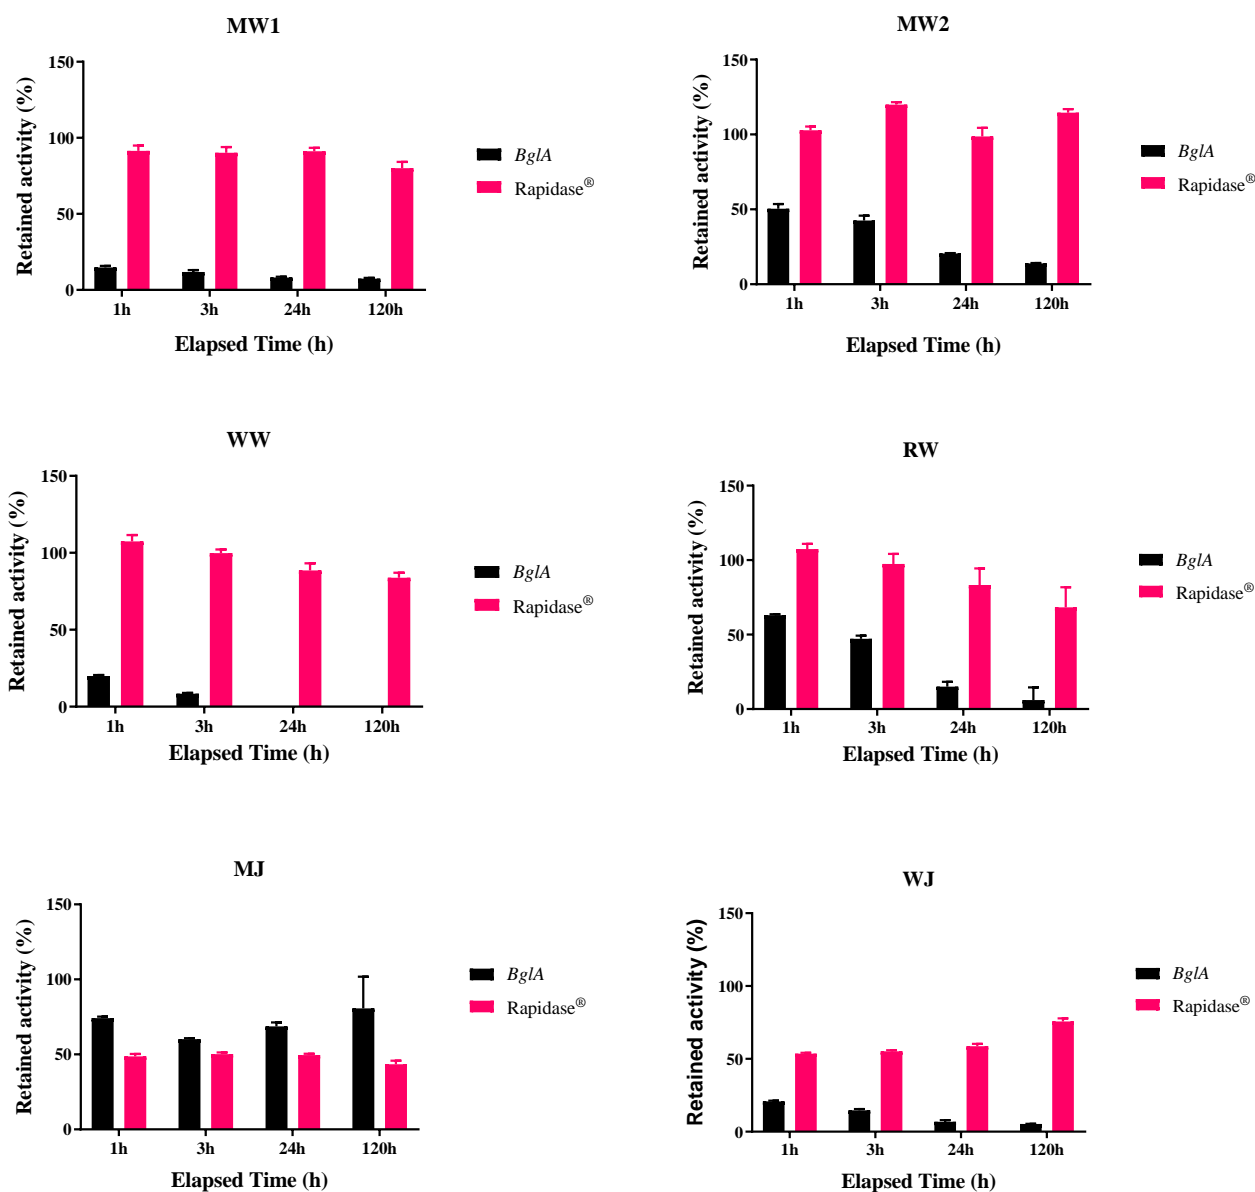 MW1
Retained activity (%)
150
100
50
0
1h 3h 24h 120h
Elapsed Time (h)
BglA
Rapidase®
MW2
Retained activity (%)
150
100
50
0
1h 3h 24h 120h
Elapsed Time (h)
BglA
Rapidase®
WW
Retained activity (%)
150
100
50
0
1h 3h 24h 120h
Elapsed Time (h)
BglA
Rapidase®
RW
Retained activity (%)
150
100
50
0
1h 3h 24h 120h
Elapsed Time (h)
BglA
Rapidase®
MJ
Retained activity (%)
150
100
50
0
1h 3h 24h 120h
Elapsed Time (h)
BglA
Rapidase®
WJ
Retained activity (%)
150
100
50
0
1h 3h 24h 120h
Elapsed Time (h)
BglA
Rapidase®